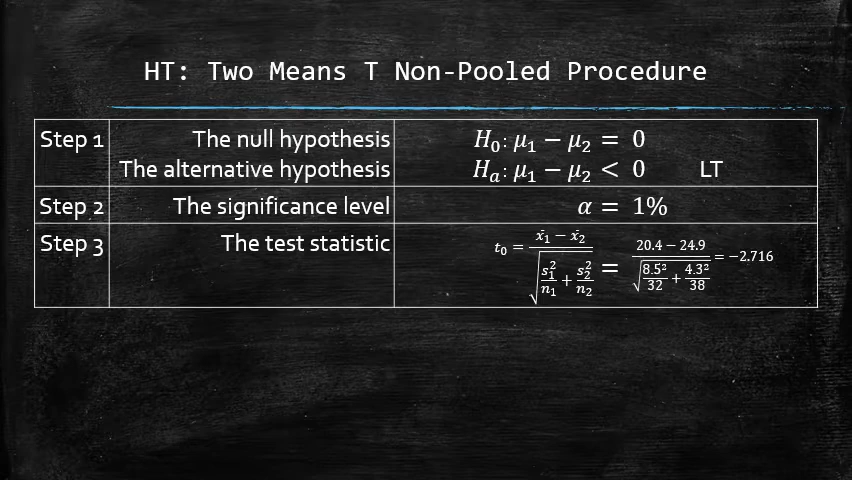 HT: Two Means T Non-Pooled Procedure
Step 1 The null hypothesis H₀: μ₁ − μ₂ = 0
The alternative hypothesis Hₐ: μ₁ − μ₂ < 0 LT
Step 2 The significance level α = 1%
Step 3 The test statistic t₀ = (x̄₁ − x̄₂) / √(s₁²/n₁ + s₂²/n₂) = (20.4 − 24.9) / √(8.5²/32 + 4.3²/38) = −2.716